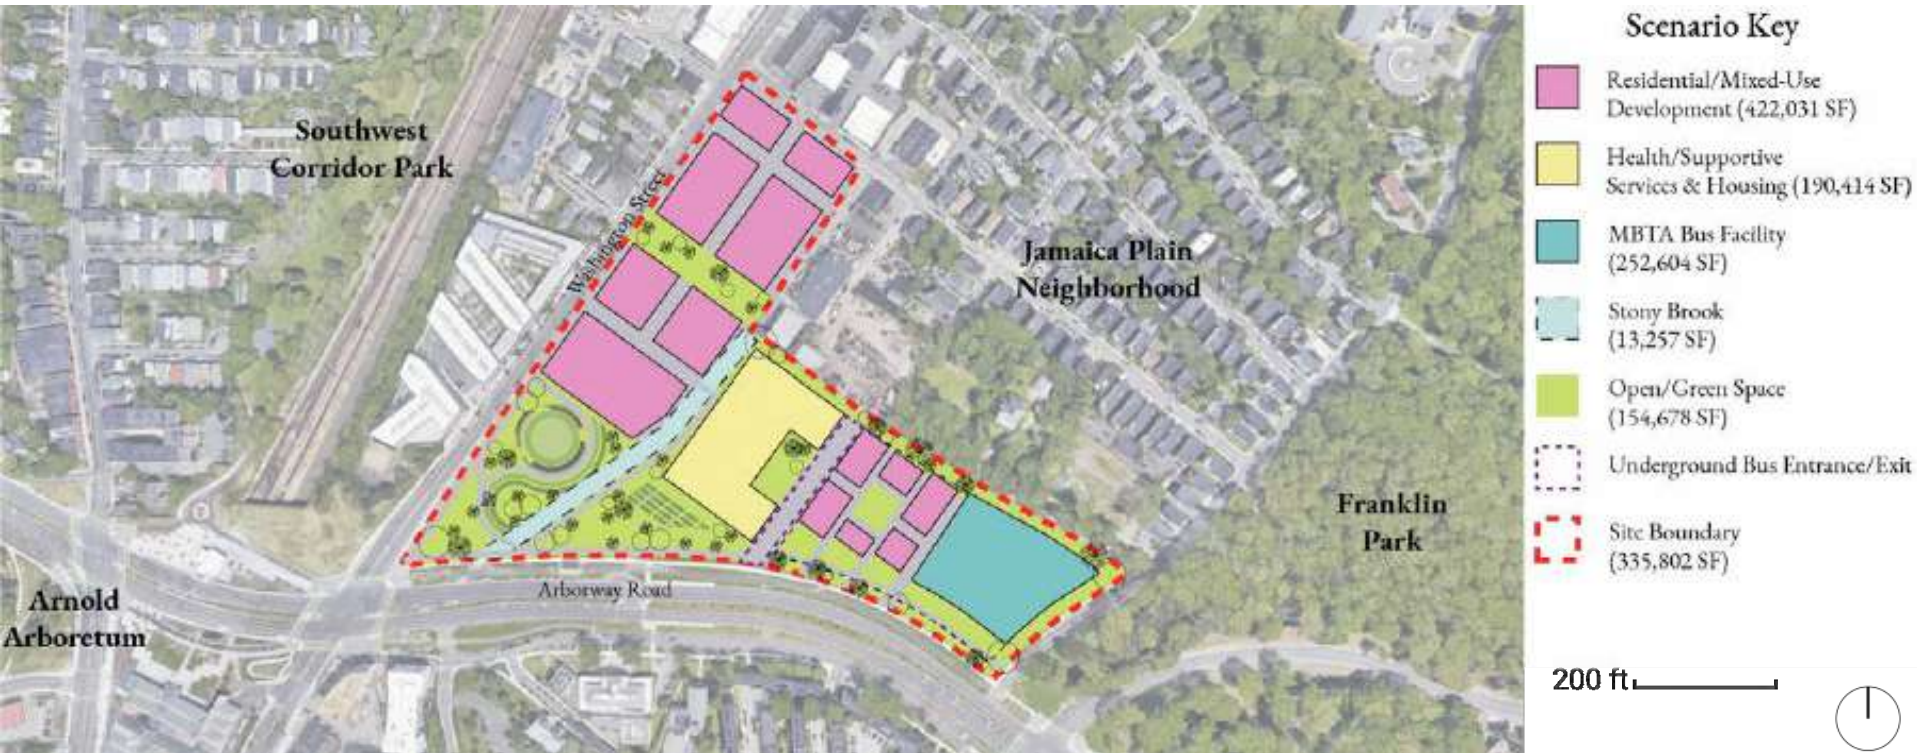 Scenario Key
Residential/Mixed-Use
Development (422,031 SF)
Health/Supportive
Services & Housing (190,414 SF)
MBTA Bus Facility
(252,604 SF)
Stony Brook
(13,257 SF)
Open/Green Space
(154,678 SF)
Underground Bus Entrance/Exit
Site Boundary
(335,802 SF)
200 ft
Southwest
Corridor Park
Washington Street
Jamaica Plain
Neighborhood
Franklin
Park
Arborway Road
Arnold
Arboretum